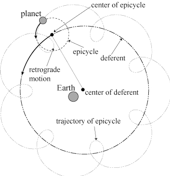 center of epicycle
planet
epicycle
deferent
retrograde
motion
Earth
center of deferent
trajectory of epicycle